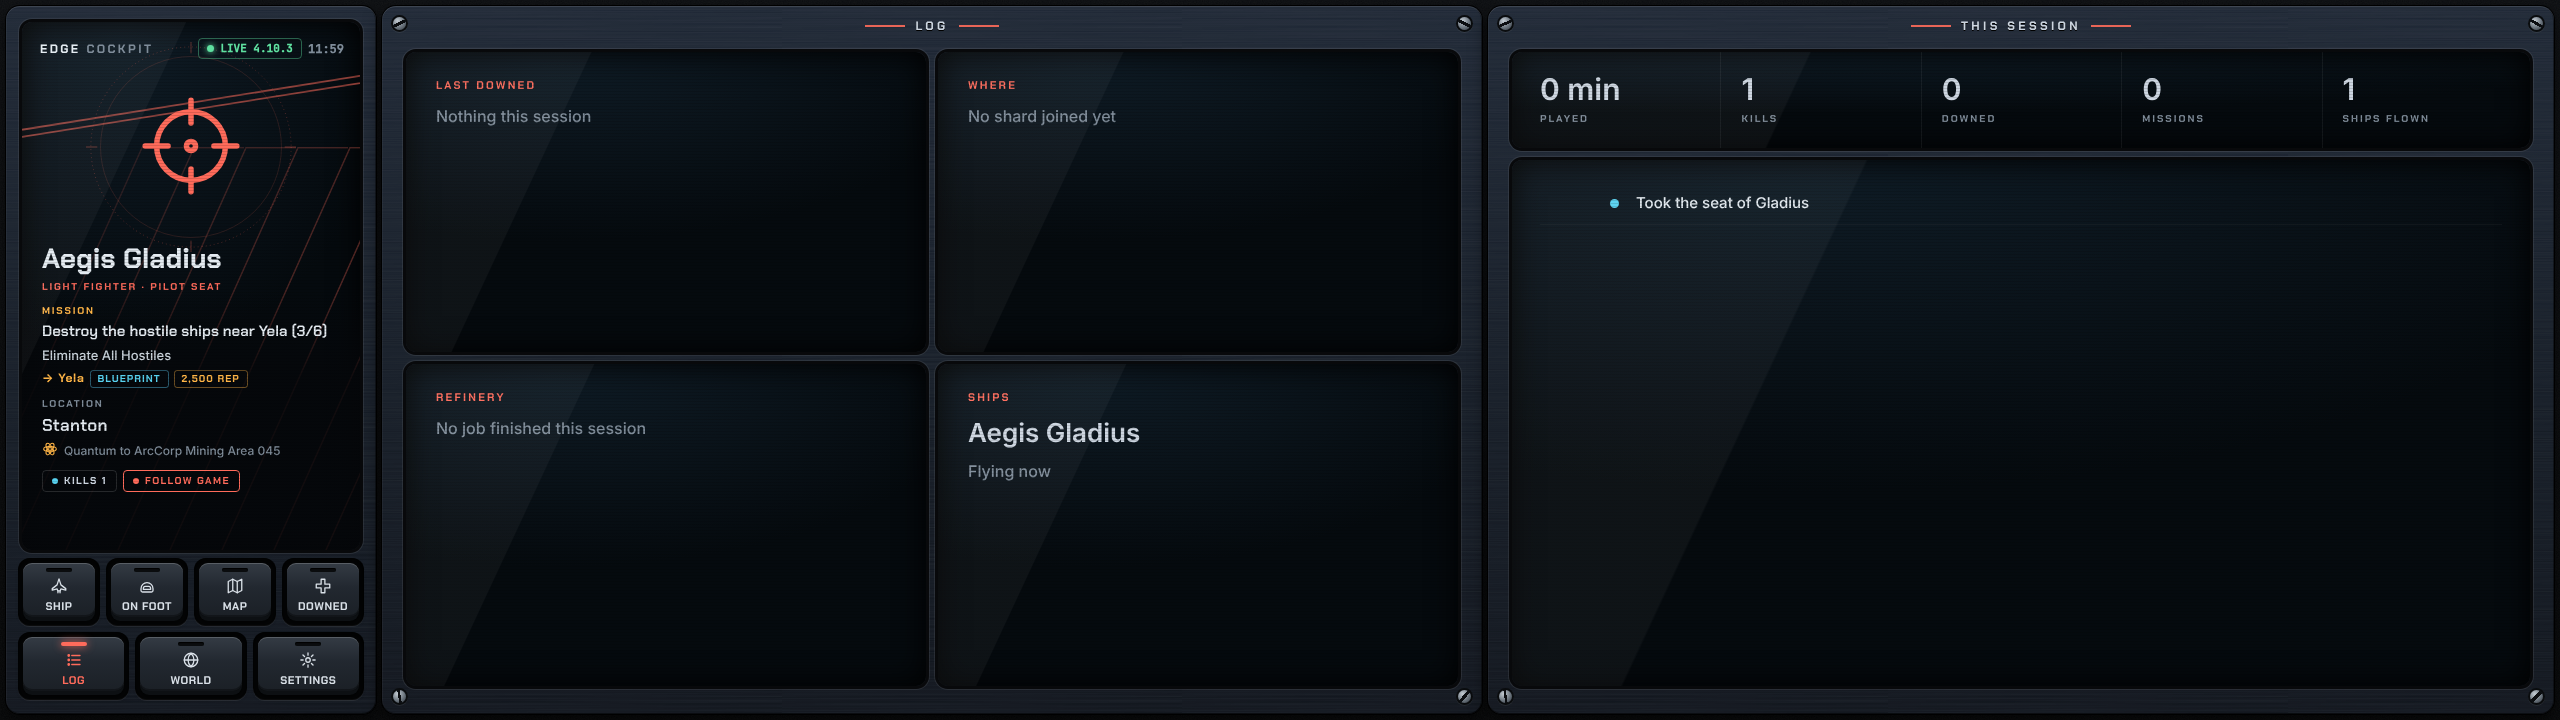 EDGE COCKPIT
LIVE 4.10.3
11:59
Aegis Gladius
LIGHT FIGHTER · PILOT SEAT
MISSION
Destroy the hostile ships near Yela (3/6)
Eliminate All Hostiles
→ Yela
BLUEPRINT
2,500 REP
LOCATION
Stanton
Quantum to ArcCorp Mining Area 045
KILLS 1
FOLLOW GAME
SHIP
ON FOOT
MAP
DOWNED
LOG
WORLD
SETTINGS
LOG
LAST DOWNED
Nothing this session
WHERE
No shard joined yet
REFINERY
No job finished this session
SHIPS
Aegis Gladius
Flying now
THIS SESSION
0 min
PLAYED
1
KILLS
0
DOWNED
0
MISSIONS
1
SHIPS FLOWN
Took the seat of Gladius